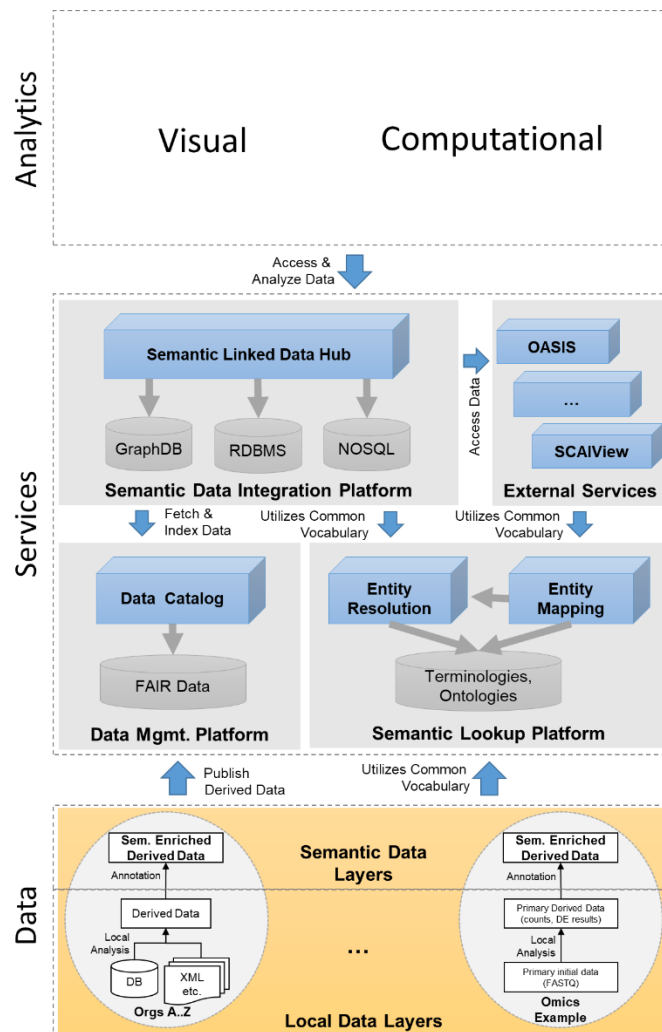 Analytics
Visual
Computational
Access &
Analyze Data
Services
Semantic Linked Data Hub
GraphDB
RDBMS
NOSQL
Semantic Data Integration Platform
Access Data
OASIS
...
SCAIView
External Services
Fetch &
Index Data
Utilizes Common
Vocabulary
Utilizes Common
Vocabulary
Data Catalog
FAIR Data
Data Mgmt. Platform
Entity
Resolution
Entity
Mapping
Terminologies,
Ontologies
Semantic Lookup Platform
Publish
Derived Data
Utilizes Common
Vocabulary
Data
Sem. Enriched
Derived Data
Annotation
Derived Data
Local
Analysis
DB
XML
etc.
Orgs A..Z
Semantic Data
Layers
...
Local Data Layers
Sem. Enriched
Derived Data
Annotation
Primary Derived Data
(counts, DE results)
Local
Analysis
Primary initial data
(FASTQ)
Omics
Example